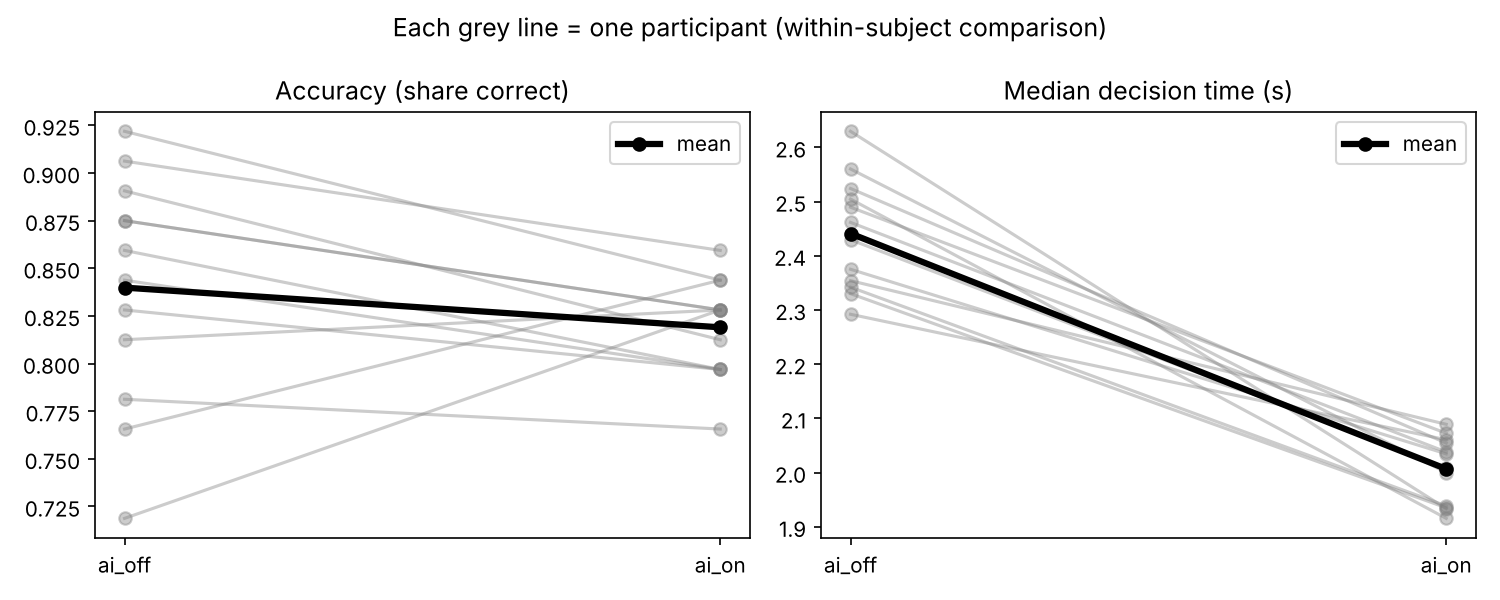 Each grey line = one participant (within-subject comparison)
Accuracy (share correct)
mean
0.925
0.900
0.875
0.850
0.825
0.800
0.775
0.750
0.725
ai_off
ai_on
Median decision time (s)
mean
2.6
2.5
2.4
2.3
2.2
2.1
2.0
1.9
ai_off
ai_on